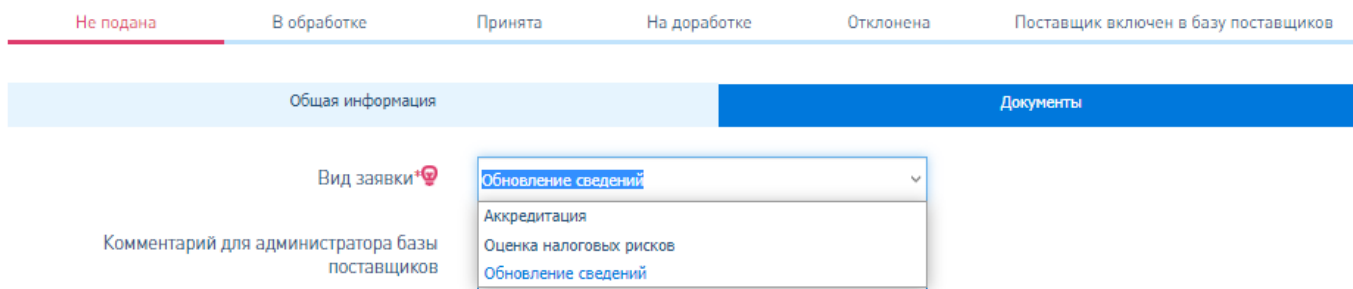 Не подана В обработке Принята На доработке Отклонена Поставщик включен в базу поставщиков
Общая информация Документы
Вид заявки* Обновление сведений
Аккредитация
Комментарий для администратора базы Оценка налоговых рисков
поставщиков Обновление сведений